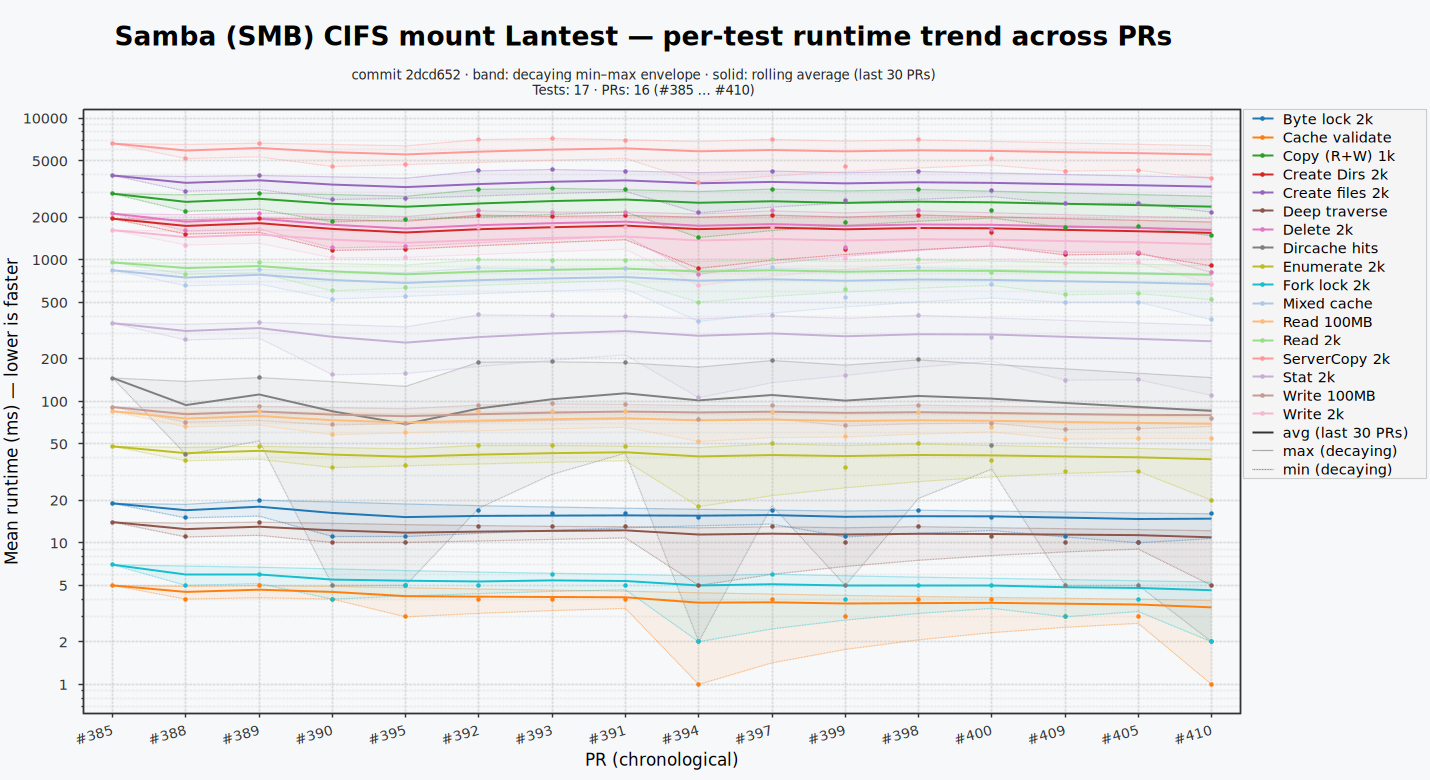 Samba (SMB) CIFS mount Lantest — per-test runtime trend across PRs
commit 2dcd652 · band: decaying min–max envelope · solid: rolling average (last 30 PRs)
Tests: 17 · PRs: 16 (#385 … #410)
Mean runtime (ms) — lower is faster
10000
5000
2000
1000
500
200
100
50
20
10
5
2
1
#385
#388
#389
#390
#395
#392
#393
#391
#394
#397
#399
#398
#400
#409
#405
#410
PR (chronological)
Byte lock 2k
Cache validate
Copy (R+W) 1k
Create Dirs 2k
Create files 2k
Deep traverse
Delete 2k
Dircache hits
Enumerate 2k
Fork lock 2k
Mixed cache
Read 100MB
Read 2k
ServerCopy 2k
Stat 2k
Write 100MB
Write 2k
avg (last 30 PRs)
max (decaying)
min (decaying)